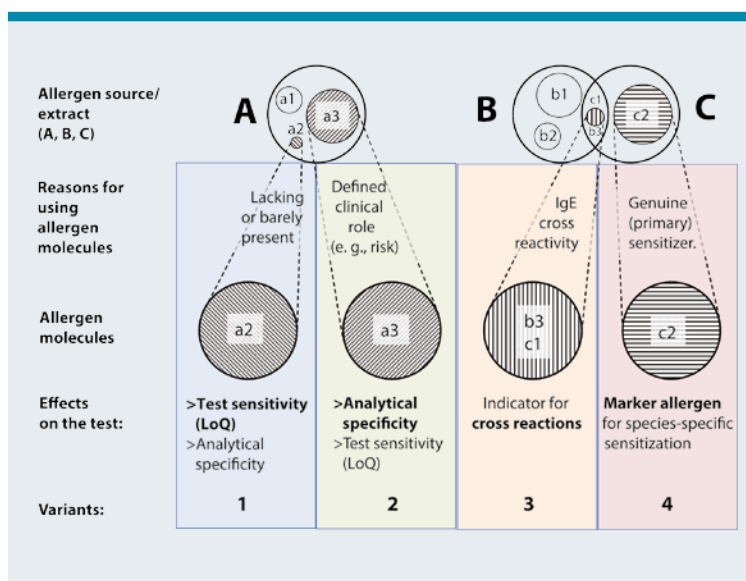 Allergen source/
extract
(A, B, C)
A
a1
a2
a3
B
b1
b2
c1
b3
c2
C
Reasons for
using
allergen
molecules
Lacking
or barely
present
Defined
clinical
role
(e. g., risk)
IgE
cross
reactivity
Genuine
(primary)
sensitizer.
Allergen
molecules
a2
a3
b3
c1
c2
Effects
on the test:
>Test sensitivity
(LoQ)
>Analytical
specificity
>Analytical
specificity
>Test sensitivity
(LoQ)
Indicator for
cross reactions
Marker allergen
for species-specific
sensitization
Variants:
1
2
3
4